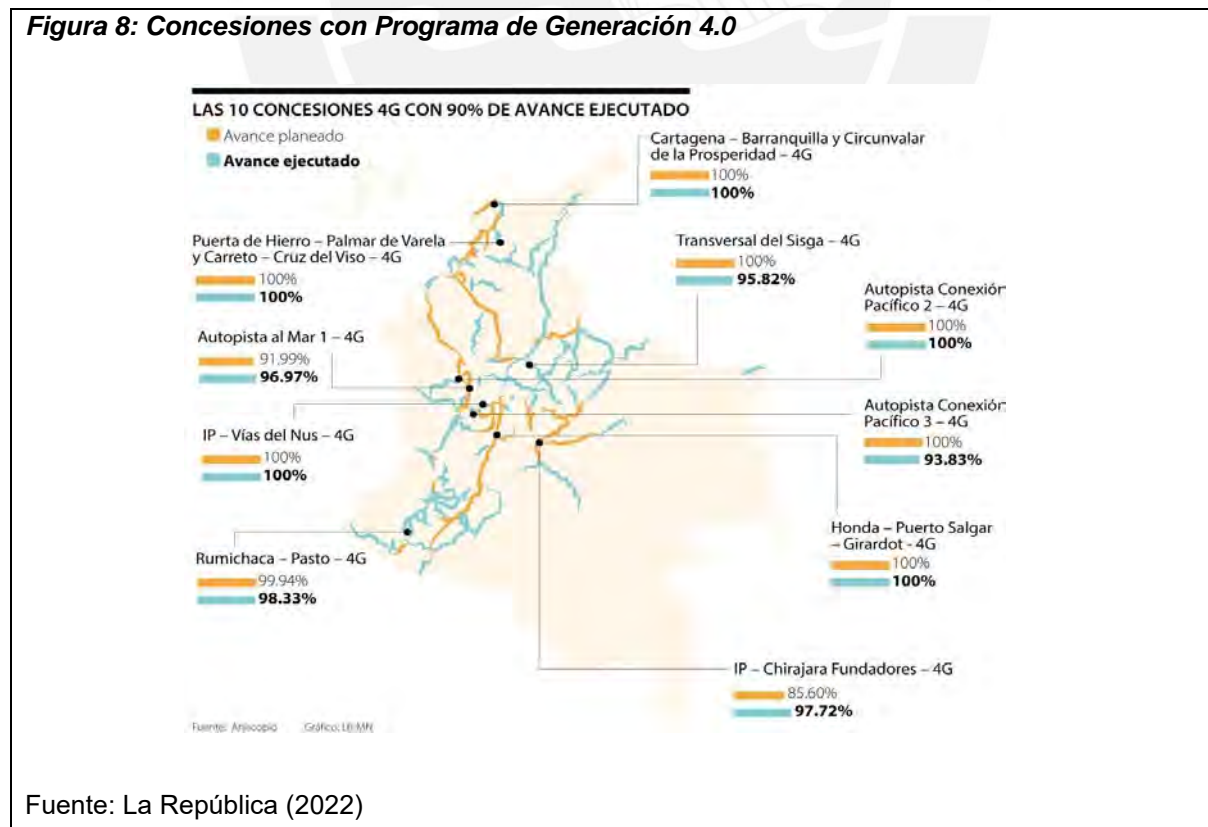 Figura 8: Concesiones con Programa de Generación 4.0
LAS 10 CONCESIONES 4G CON 90% DE AVANCE EJECUTADO
Avance planeado
Avance ejecutado
Cartagena – Barranquilla y Circunvalar
de la Prosperidad – 4G
100%
100%
Puerta de Hierro – Palmar de Varela
y Carreto – Cruz del Viso – 4G
100%
100%
Transversal del Sisga – 4G
100%
95.82%
Autopista Conexión
Pacífico 2 – 4G
100%
100%
Autopista al Mar 1 – 4G
91.99%
96.97%
Autopista Conexión
Pacífico 3 – 4G
100%
93.83%
IP – Vías del Nus – 4G
100%
100%
Honda – Puerto Salgar
– Girardot - 4G
100%
100%
Rumichaca – Pasto – 4G
99.94%
98.33%
IP – Chirajara Fundadores – 4G
85.60%
97.72%
Fuente: Gráfico: LR-MN
Fuente: La República (2022)